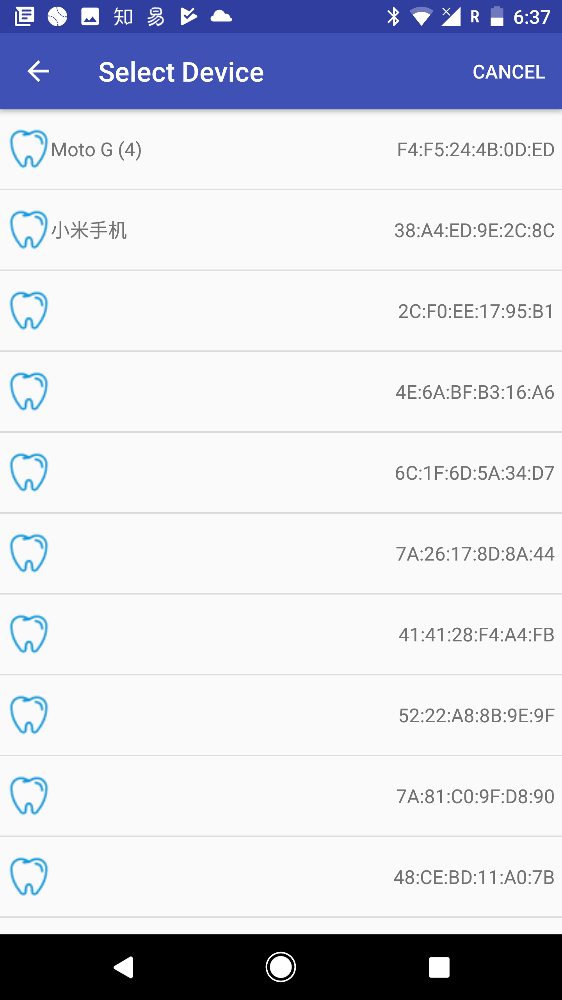 知 易 R 6:37
Select Device CANCEL
Moto G (4) F4:F5:24:4B:0D:ED
小米手机 38:A4:ED:9E:2C:8C
2C:F0:EE:17:95:B1
4E:6A:BF:B3:16:A6
6C:1F:6D:5A:34:D7
7A:26:17:8D:8A:44
41:41:28:F4:A4:FB
52:22:A8:8B:9E:9F
7A:81:C0:9F:D8:90
48:CE:BD:11:A0:7B